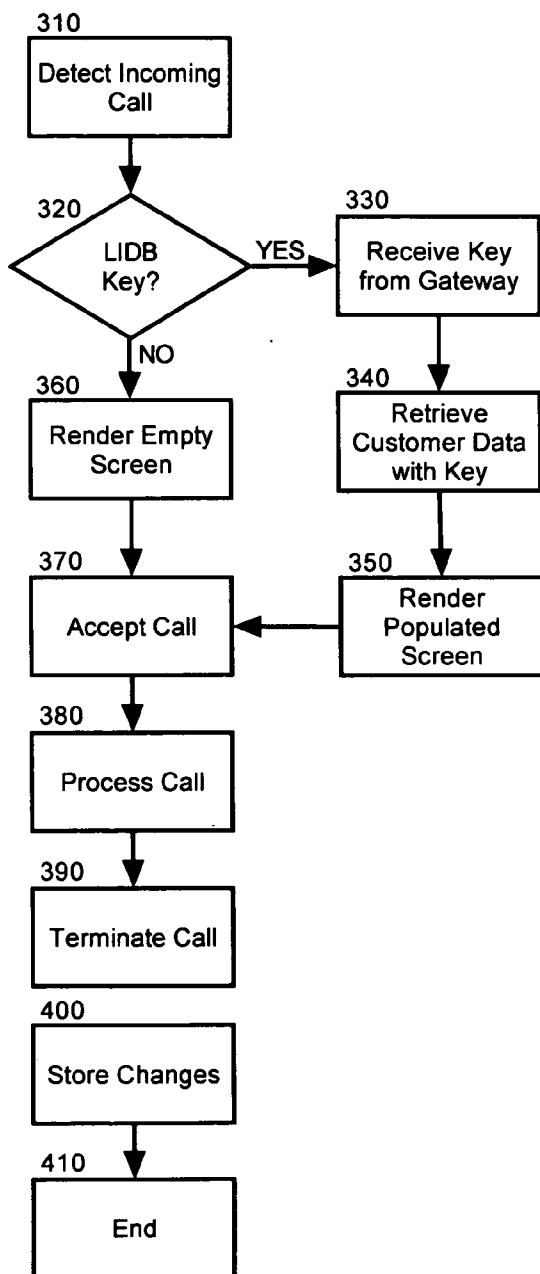 310
Detect Incoming
Call
320
LIDB
Key?
YES
NO
330
Receive Key
from Gateway
340
Retrieve
Customer Data
with Key
350
Render
Populated
Screen
360
Render Empty
Screen
370
Accept Call
380
Process Call
390
Terminate Call
400
Store Changes
410
End